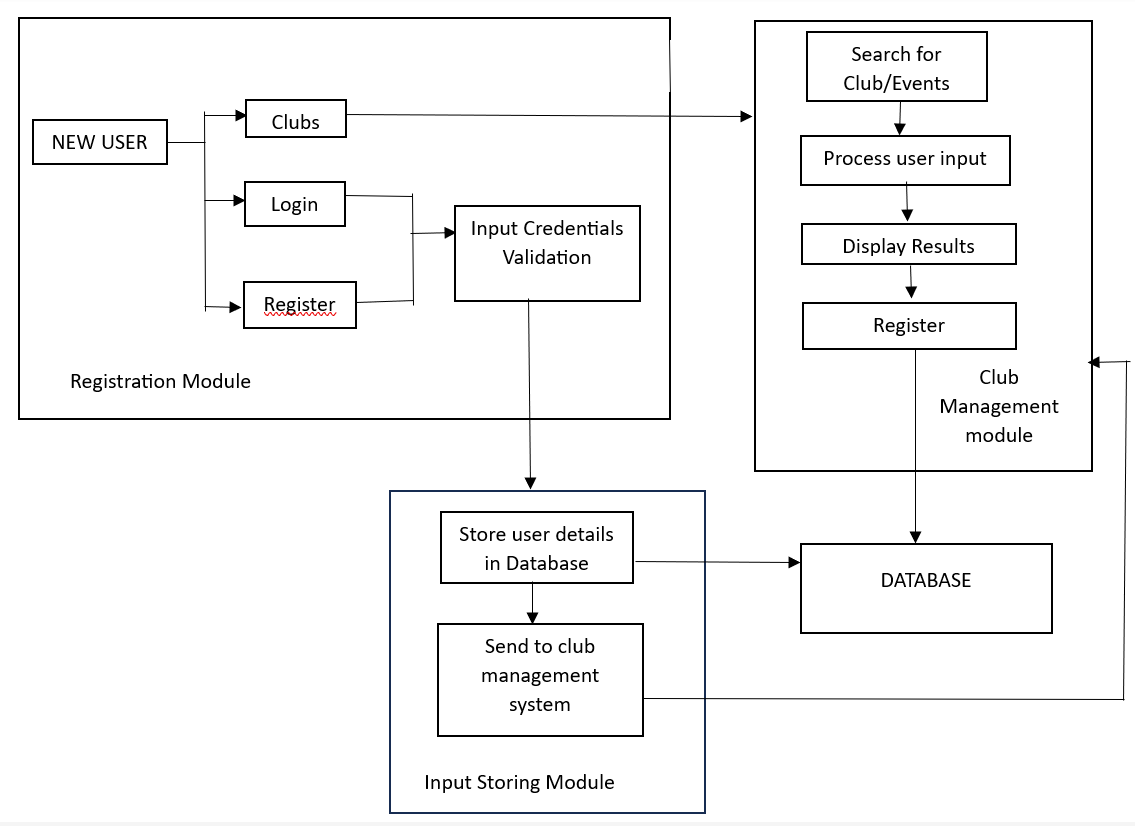 NEW USER
Clubs
Login
Register
Input Credentials
Validation
Registration Module
Search for
Club/Events
Process user input
Display Results
Register
Club
Management
module
Store user details
in Database
Send to club
management
system
Input Storing Module
DATABASE